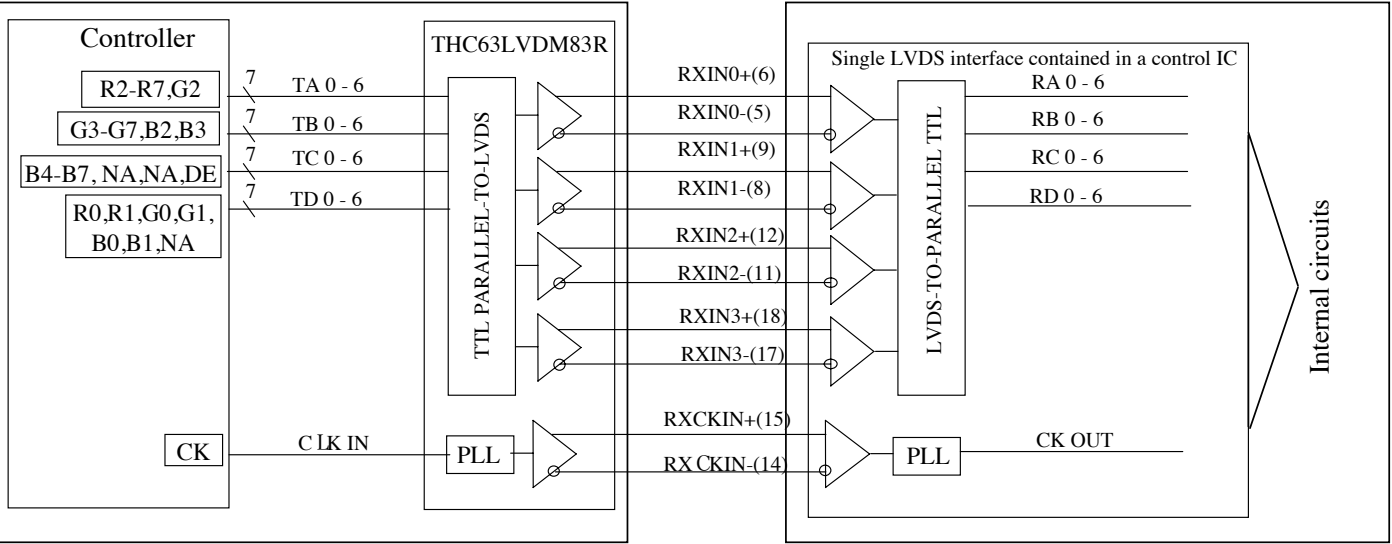 Controller
R2-R7,G2
G3-G7,B2,B3
B4-B7, NA,NA,DE
R0,R1,G0,G1,
B0,B1,NA
CK
7
TA 0 - 6
7
TB 0 - 6
7
TC 0 - 6
7
TD 0 - 6
CLK IN
THC63LVDM83R
TTL PARALLEL-TO-LVDS
PLL
RXIN0+(6)
RXIN0-(5)
RXIN1+(9)
RXIN1-(8)
RXIN2+(12)
RXIN2-(11)
RXIN3+(18)
RXIN3-(17)
RXCKIN+(15)
RXCKIN-(14)
Single LVDS interface contained in a control IC
LVDS-TO-PARALLEL TTL
PLL
RA 0 - 6
RB 0 - 6
RC 0 - 6
RD 0 - 6
CK OUT
Internal circuits